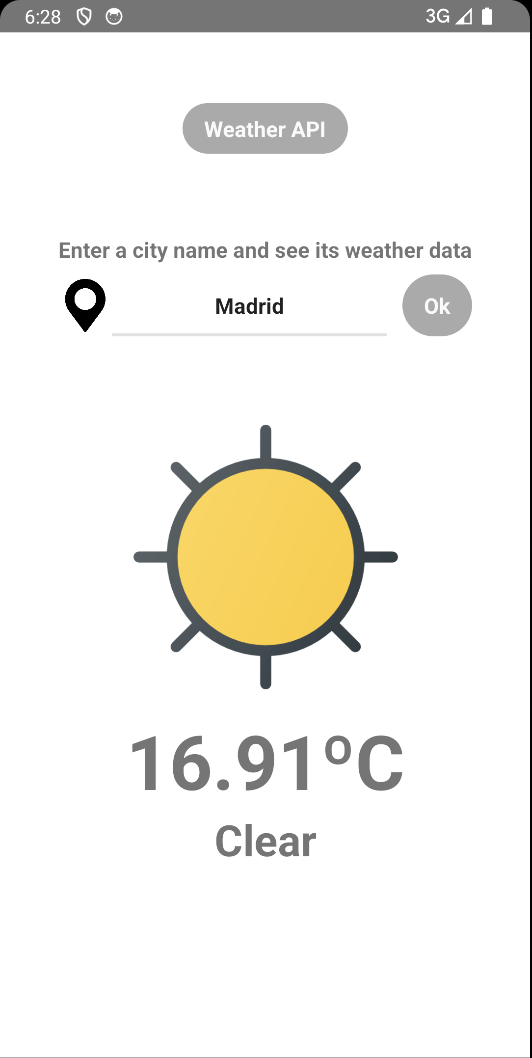 6:28 3G
Weather API
Enter a city name and see its weather data
Madrid Ok
16.91ºC
Clear